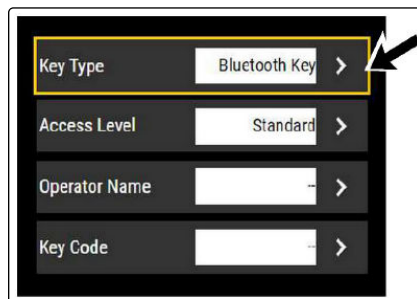 Key Type Bluetooth Key
Access Level Standard
Operator Name --
Key Code --